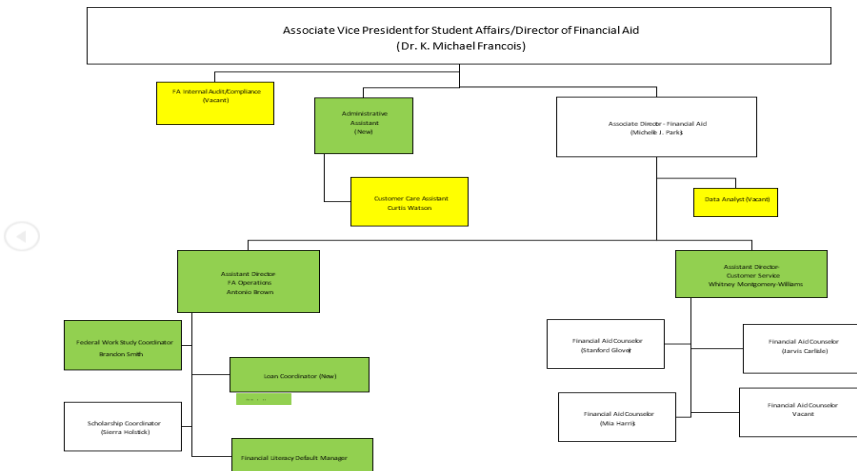 Associate Vice President for Student Affairs/Director of Financial Aid
(Dr. K. Michael Francois)
FA Internal Audit/Compliance
(Vacant)
Administrative
Assistant
(New)
Associate Director - Financial Aid
(Michelle J. Park)
Customer Care Assistant
Curtis Watson
Data Analyst (Vacant)
Assistant Director-
FA Operations
Antonio Brown
Assistant Director-
Customer Service
Whitney Montgomery-Williams
Federal Work Study Coordinator
Brandon Smith
Loan Coordinator (New)
Scholarship Coordinator
(Sierra Holstick)
Financial Literacy Default Manager
Financial Aid Counselor
(Stanford Glover)
Financial Aid Counselor
(Jarvis Carlisle)
Financial Aid Counselor
(Mia Harris)
Financial Aid Counselor
Vacant